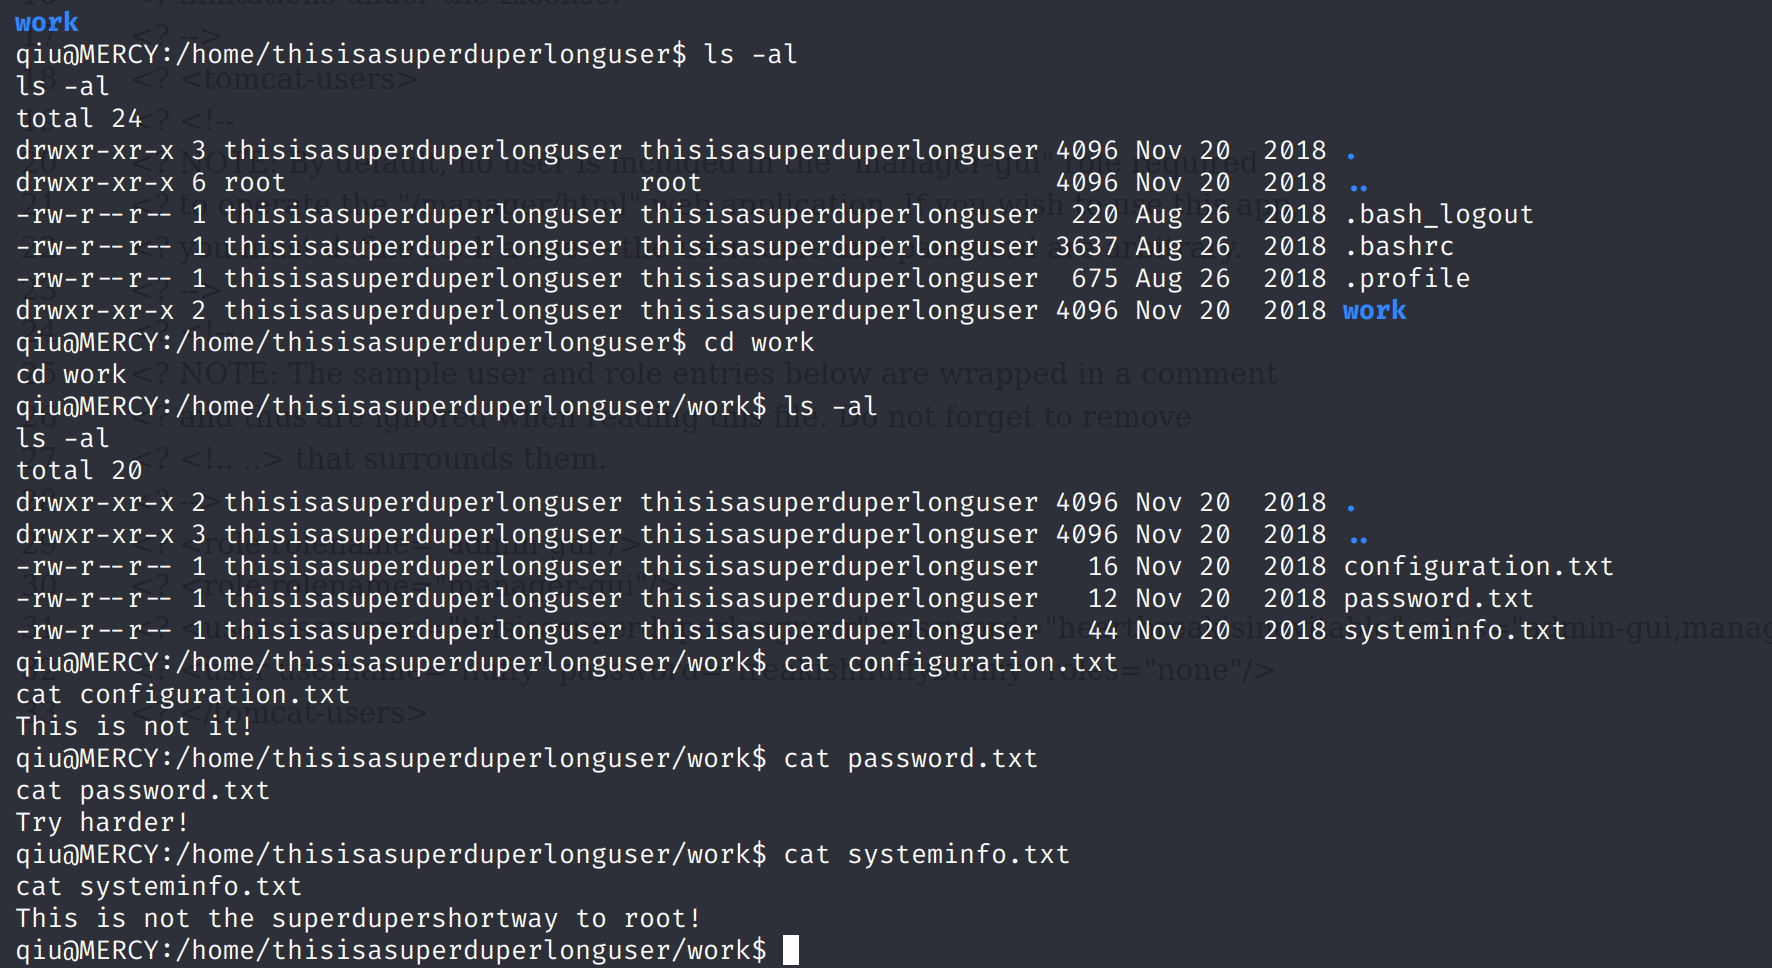 work
qiu@MERCY:/home/thisisasuperduperlonguser$ ls -al
ls -al
total 24
drwxr-xr-x 3 thisisasuperduperlonguser thisisasuperduperlonguser 4096 Nov 20  2018 .
drwxr-xr-x 6 root                      root                      4096 Nov 20  2018 ..
-rw-r--r-- 1 thisisasuperduperlonguser thisisasuperduperlonguser  220 Aug 26  2018 .bash_logout
-rw-r--r-- 1 thisisasuperduperlonguser thisisasuperduperlonguser 3637 Aug 26  2018 .bashrc
-rw-r--r-- 1 thisisasuperduperlonguser thisisasuperduperlonguser  675 Aug 26  2018 .profile
drwxr-xr-x 2 thisisasuperduperlonguser thisisasuperduperlonguser 4096 Nov 20  2018 work
qiu@MERCY:/home/thisisasuperduperlonguser$ cd work
cd work
qiu@MERCY:/home/thisisasuperduperlonguser/work$ ls -al
ls -al
total 20
drwxr-xr-x 2 thisisasuperduperlonguser thisisasuperduperlonguser 4096 Nov 20  2018 .
drwxr-xr-x 3 thisisasuperduperlonguser thisisasuperduperlonguser 4096 Nov 20  2018 ..
-rw-r--r-- 1 thisisasuperduperlonguser thisisasuperduperlonguser   16 Nov 20  2018 configuration.txt
-rw-r--r-- 1 thisisasuperduperlonguser thisisasuperduperlonguser   12 Nov 20  2018 password.txt
-rw-r--r-- 1 thisisasuperduperlonguser thisisasuperduperlonguser   44 Nov 20  2018 systeminfo.txt
qiu@MERCY:/home/thisisasuperduperlonguser/work$ cat configuration.txt
cat configuration.txt
This is not it!
qiu@MERCY:/home/thisisasuperduperlonguser/work$ cat password.txt
cat password.txt
Try harder!
qiu@MERCY:/home/thisisasuperduperlonguser/work$ cat systeminfo.txt
cat systeminfo.txt
This is not the superdupershortway to root!
qiu@MERCY:/home/thisisasuperduperlonguser/work$